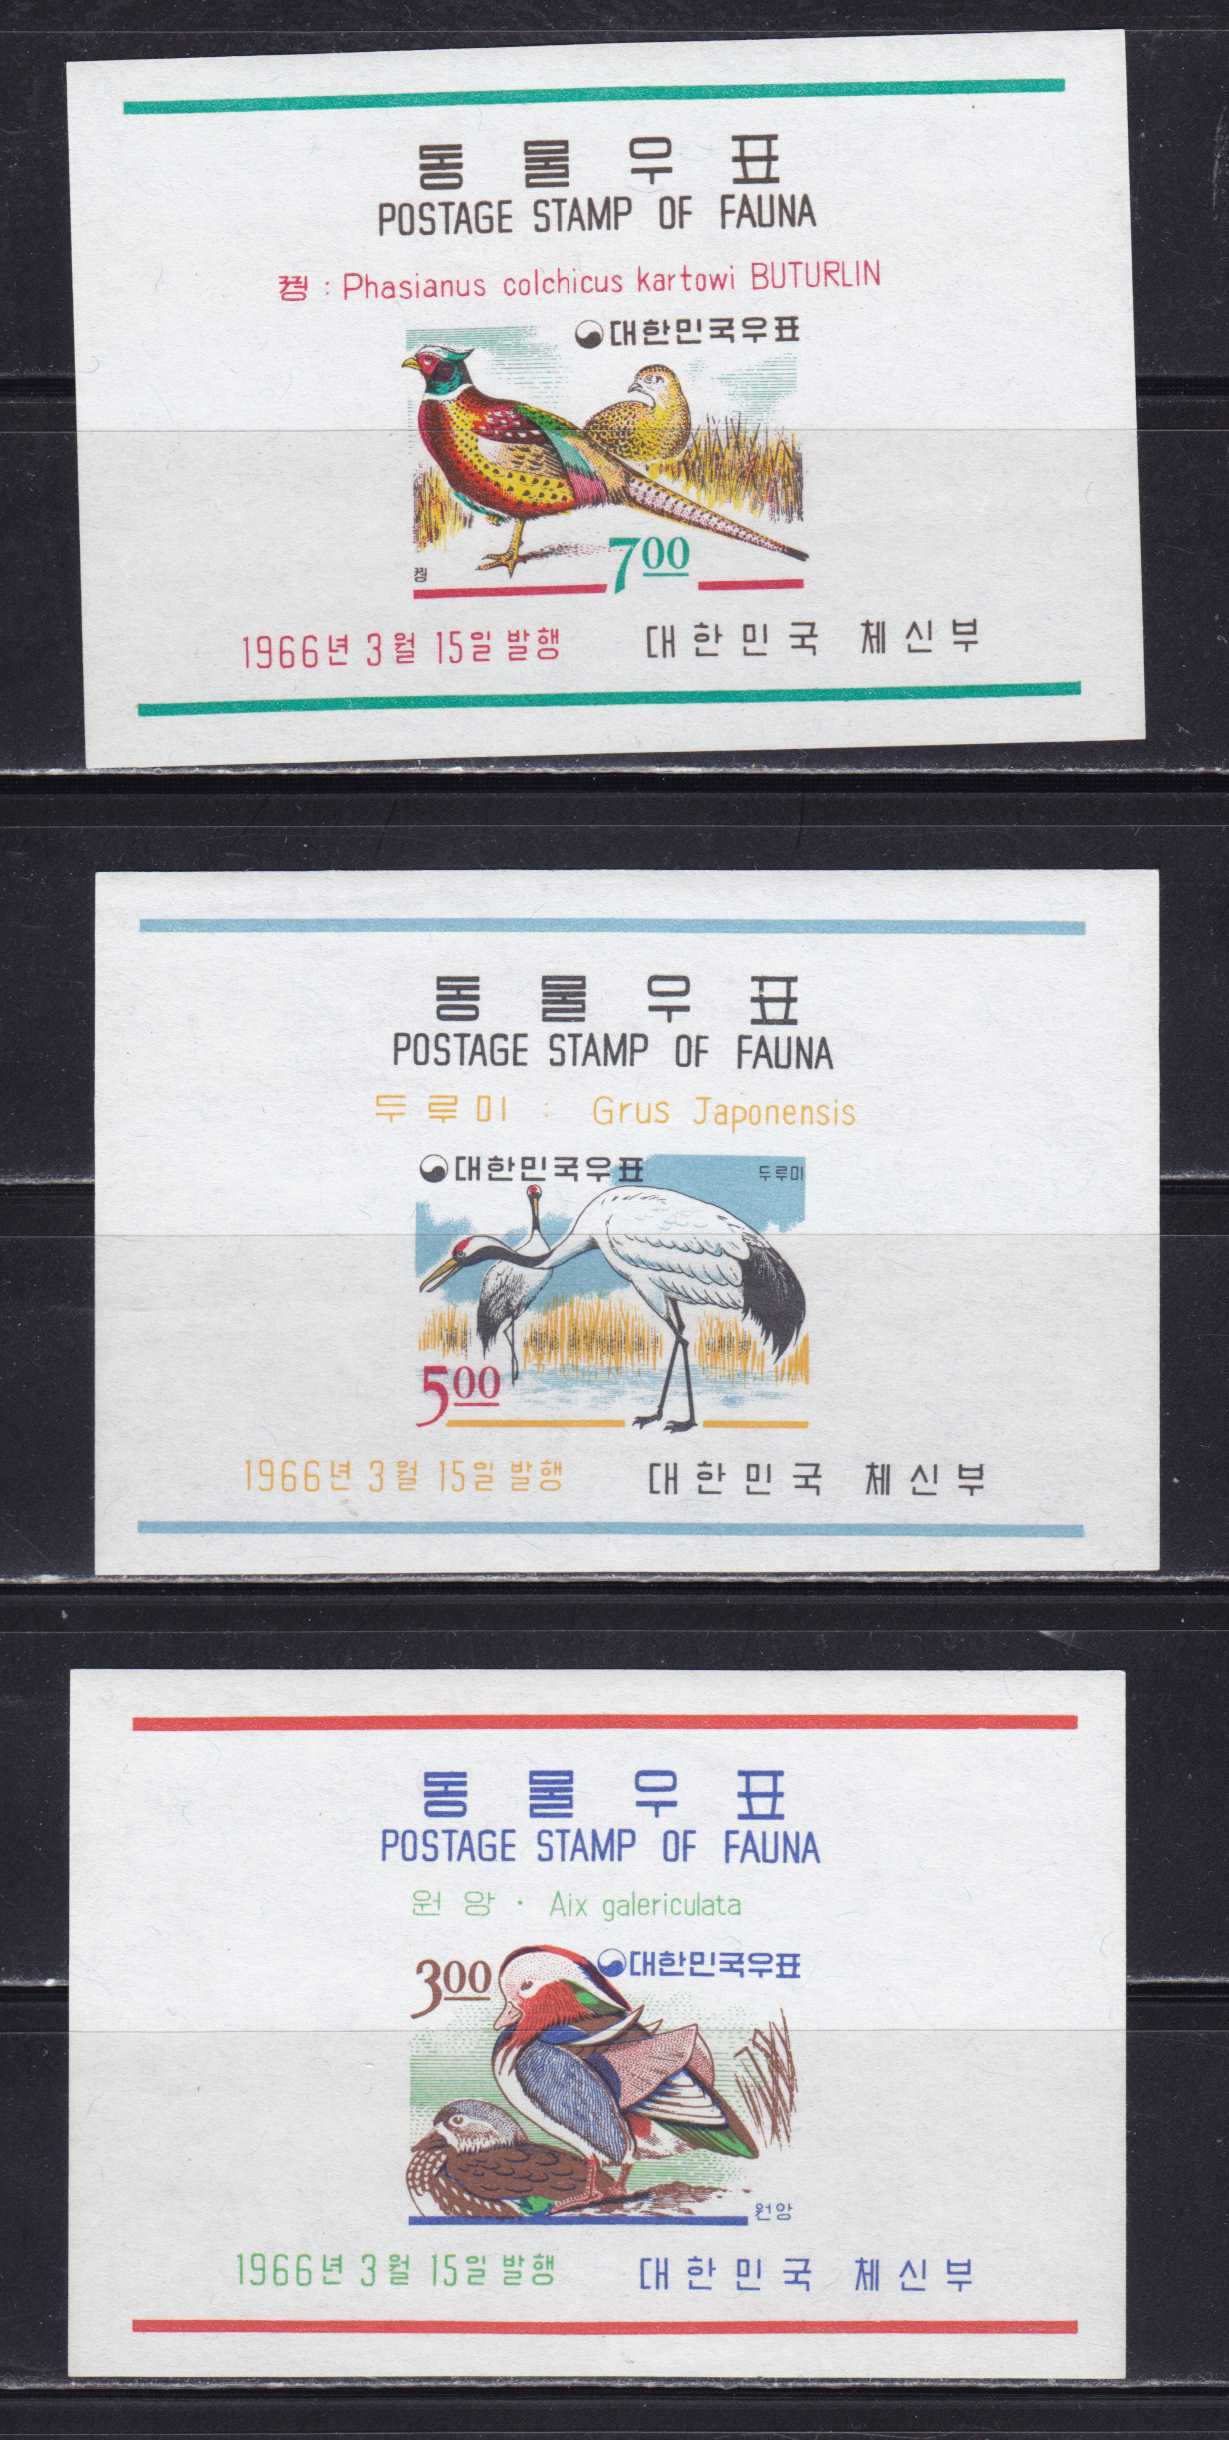 동물우표
POSTAGE STAMP OF FAUNA
꿩 : Phasianus colchicus kartowi BUTURLIN
대한민국우표
꿩
700
1966년 3월 15일 발행 대한민국 체신부
동물우표
POSTAGE STAMP OF FAUNA
두루미 : Grus Japonensis
대한민국우표 두루미
500
1966년 3월 15일 발행 대한민국 체신부
동물우표
POSTAGE STAMP OF FAUNA
원앙 · Aix galericulata
300 대한민국우표
원앙
1966년 3월 15일 발행 대한민국 체신부